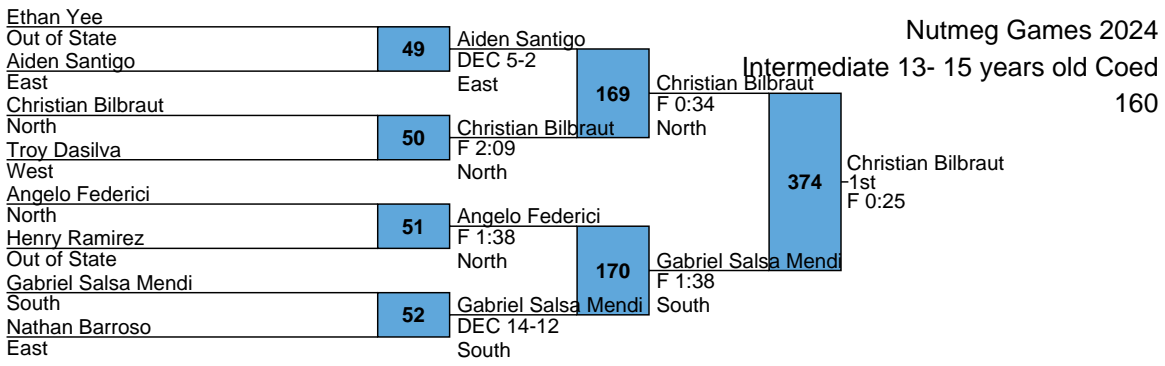 Nutmeg Games 2024
Intermediate 13- 15 years old Coed
160
Ethan Yee
Out of State
Aiden Santigo
East
Christian Bilbraut
North
Troy Dasilva
West
Angelo Federici
North
Henry Ramirez
Out of State
Gabriel Salsa Mendi
South
Nathan Barroso
East
49
50
51
52
Aiden Santigo
DEC 5-2
East
Christian Bilbraut
F 2:09
North
Angelo Federici
F 1:38
North
Gabriel Salsa Mendi
DEC 14-12
South
169
170
Christian Bilbraut
F 0:34
North
Gabriel Salsa Mendi
F 1:38
South
374
Christian Bilbraut
1st
F 0:25